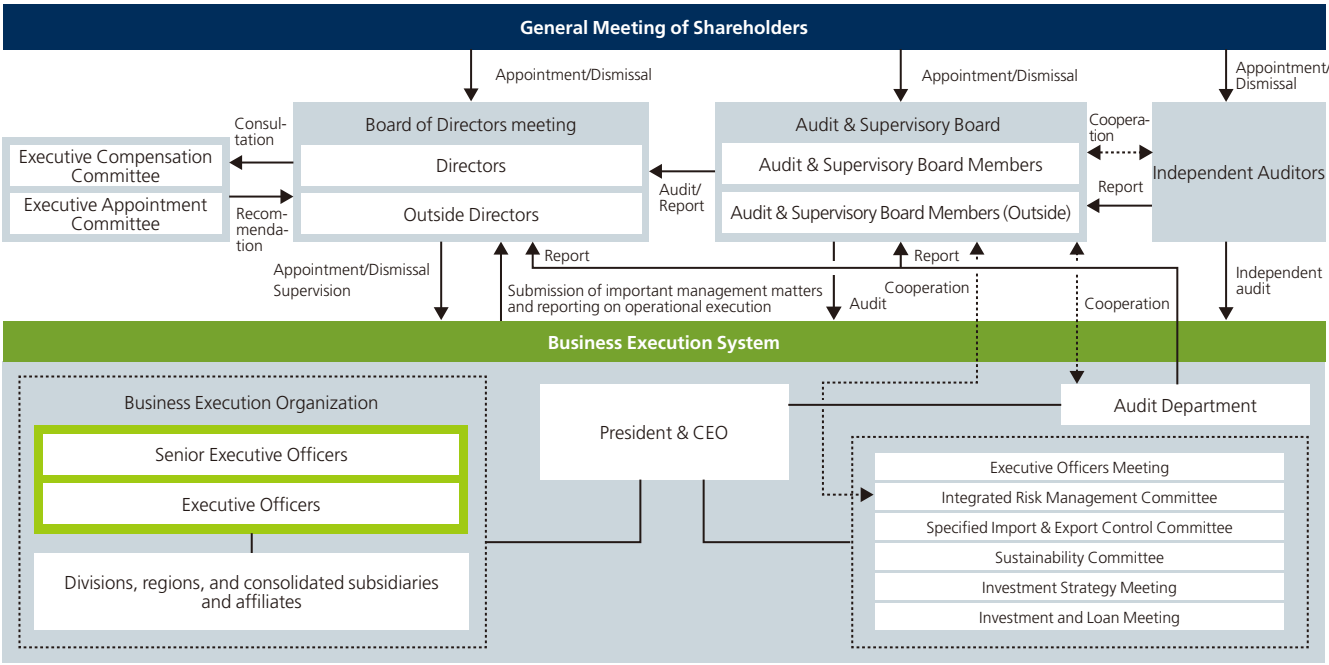 General Meeting of Shareholders
Appointment/Dismissal
Appointment/Dismissal
Appointment/
Dismissal
Consul-
tation
Board of Directors meeting
Directors
Outside Directors
Executive Compensation
Committee
Executive Appointment
Committee
Recom-
menda-
tion
Audit/
Report
Audit & Supervisory Board
Audit & Supervisory Board Members
Audit & Supervisory Board Members (Outside)
Coopera-
tion
Report
Independent Auditors
Appointment/Dismissal
Supervision
Report
Submission of important management matters
and reporting on operational execution
Report
Cooperation
Audit
Cooperation
Independent
audit
Business Execution System
Business Execution Organization
Senior Executive Officers
Executive Officers
Divisions, regions, and consolidated subsidiaries
and affiliates
President & CEO
Audit Department
Executive Officers Meeting
Integrated Risk Management Committee
Specified Import & Export Control Committee
Sustainability Committee
Investment Strategy Meeting
Investment and Loan Meeting